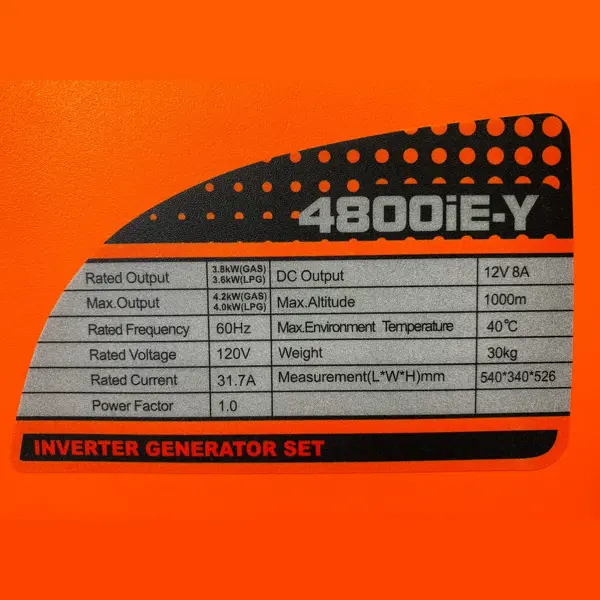 4800iE-Y
Rated Output 3.8kW(GAS) 3.6kW(LPG) DC Output 12V 8A
Max.Output 4.2kW(GAS) 4.0kW(LPG) Max.Altitude 1000m
Rated Frequency 60Hz Max.Environment Temperature 40℃
Rated Voltage 120V Weight 30kg
Rated Current 31.7A Measurement(L*W*H)mm 540*340*526
Power Factor 1.0
INVERTER GENERATOR SET